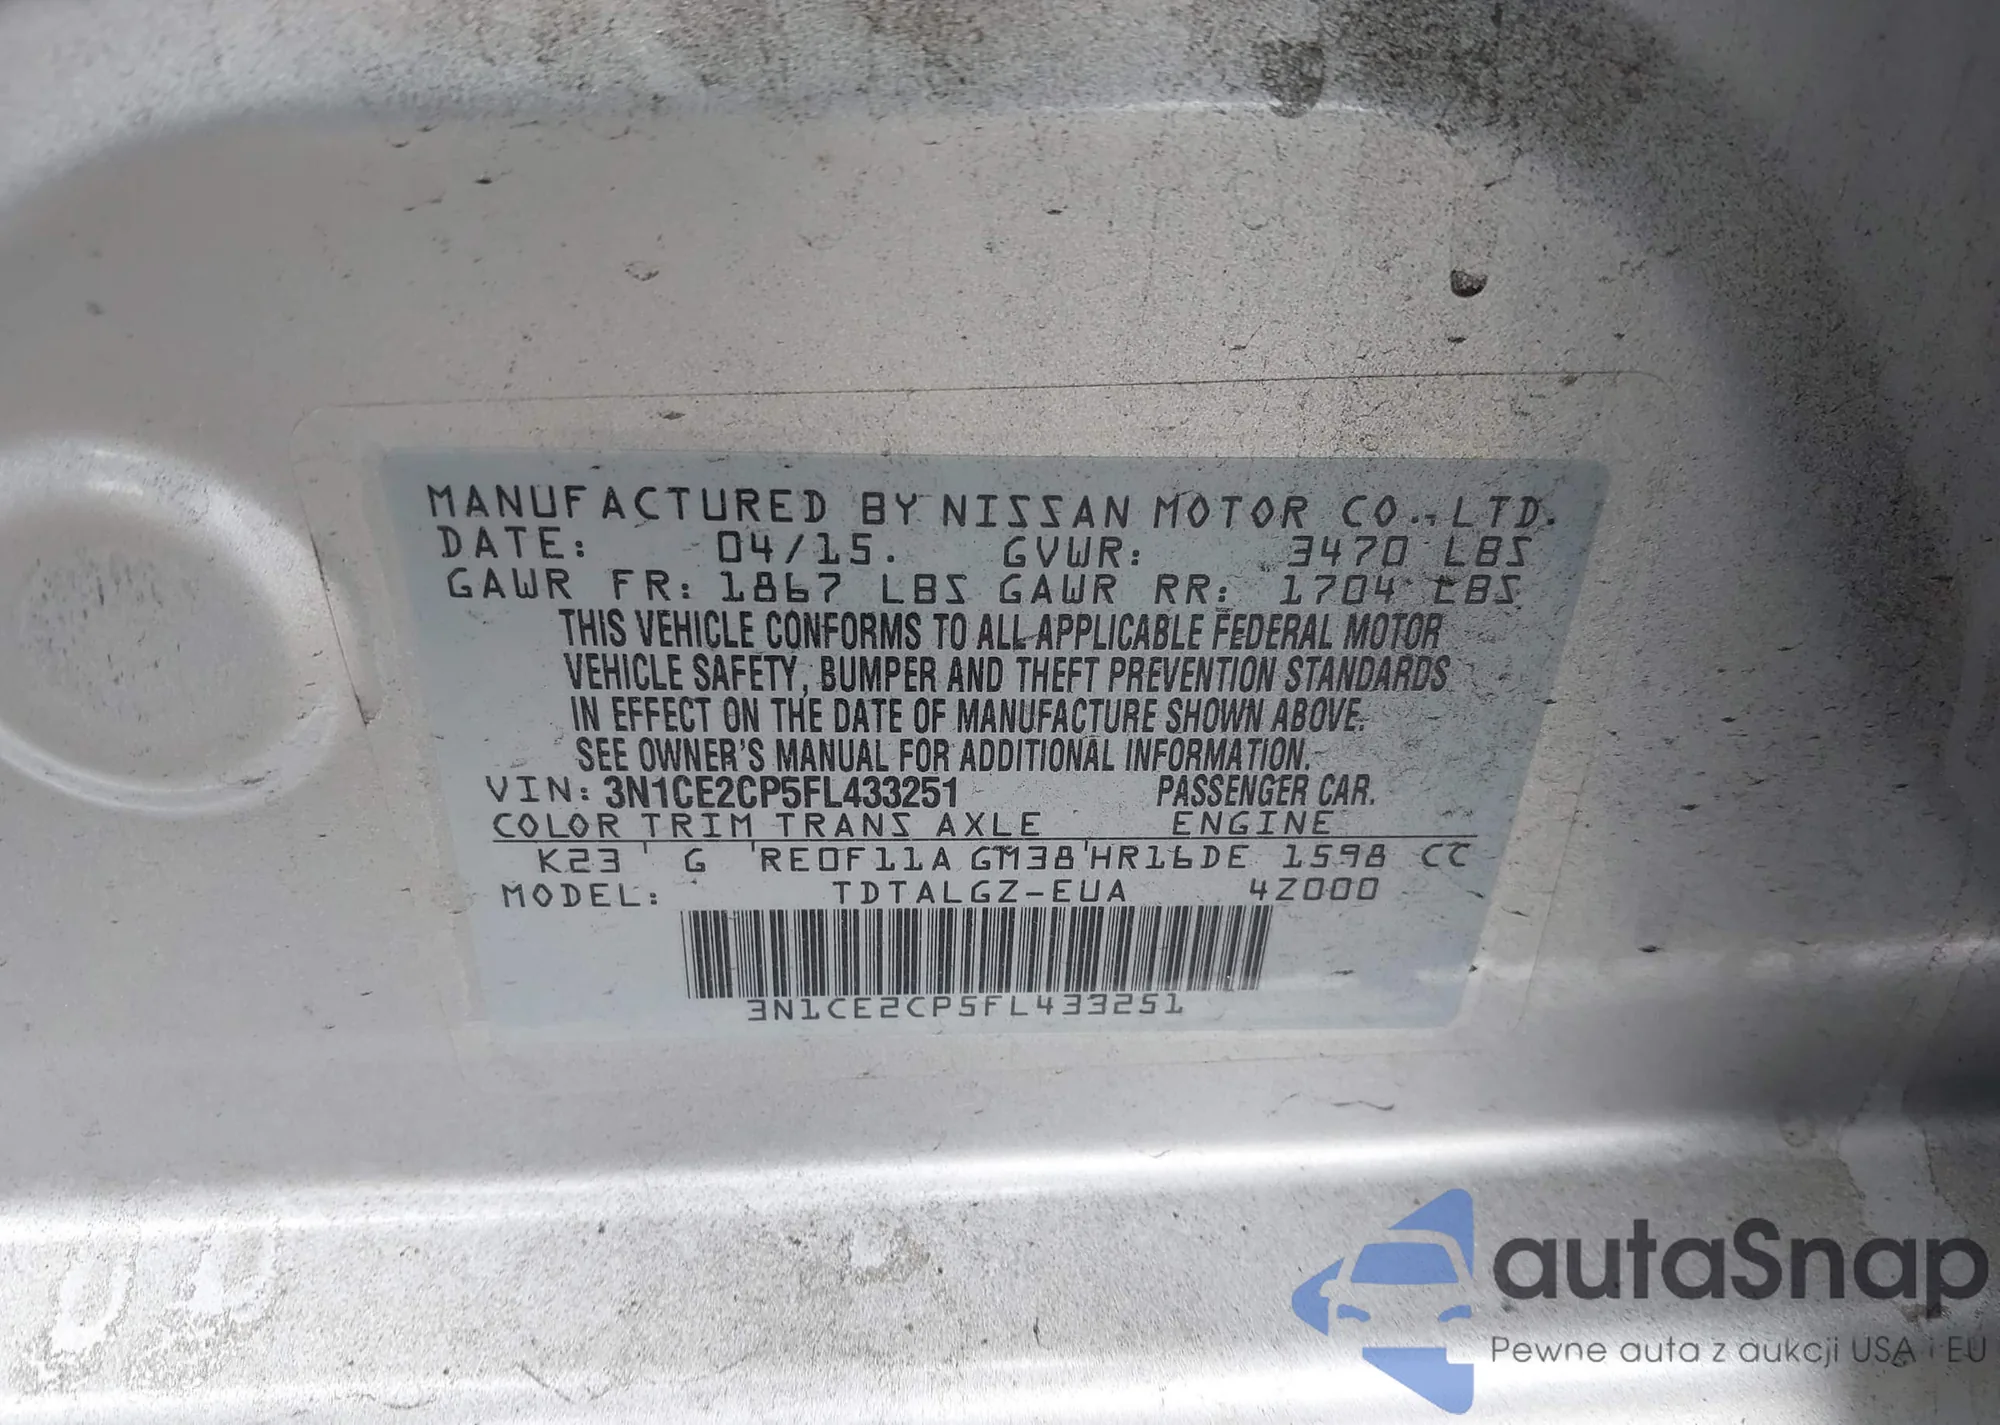 MANUFACTURED BY NISSAN MOTOR CO., LTD.
DATE: 04/15. GVWR: 3470 LBS
GAWR FR: 1867 LBS GAWR RR: 1704 LBS
THIS VEHICLE CONFORMS TO ALL APPLICABLE FEDERAL MOTOR
VEHICLE SAFETY, BUMPER AND THEFT PREVENTION STANDARDS
IN EFFECT ON THE DATE OF MANUFACTURE SHOWN ABOVE.
SEE OWNER'S MANUAL FOR ADDITIONAL INFORMATION.
VIN: 3N1CE2CP5FL433251 PASSENGER CAR.
COLOR TRIM TRANS AXLE ENGINE
K23 G RE0F11A GM38 HR16DE 1598 CC
MODEL: TDTALGZ-EUA 4Z000
3N1CE2CP5FL433251
autaSnap
Pewne auta z aukcji USA i EU